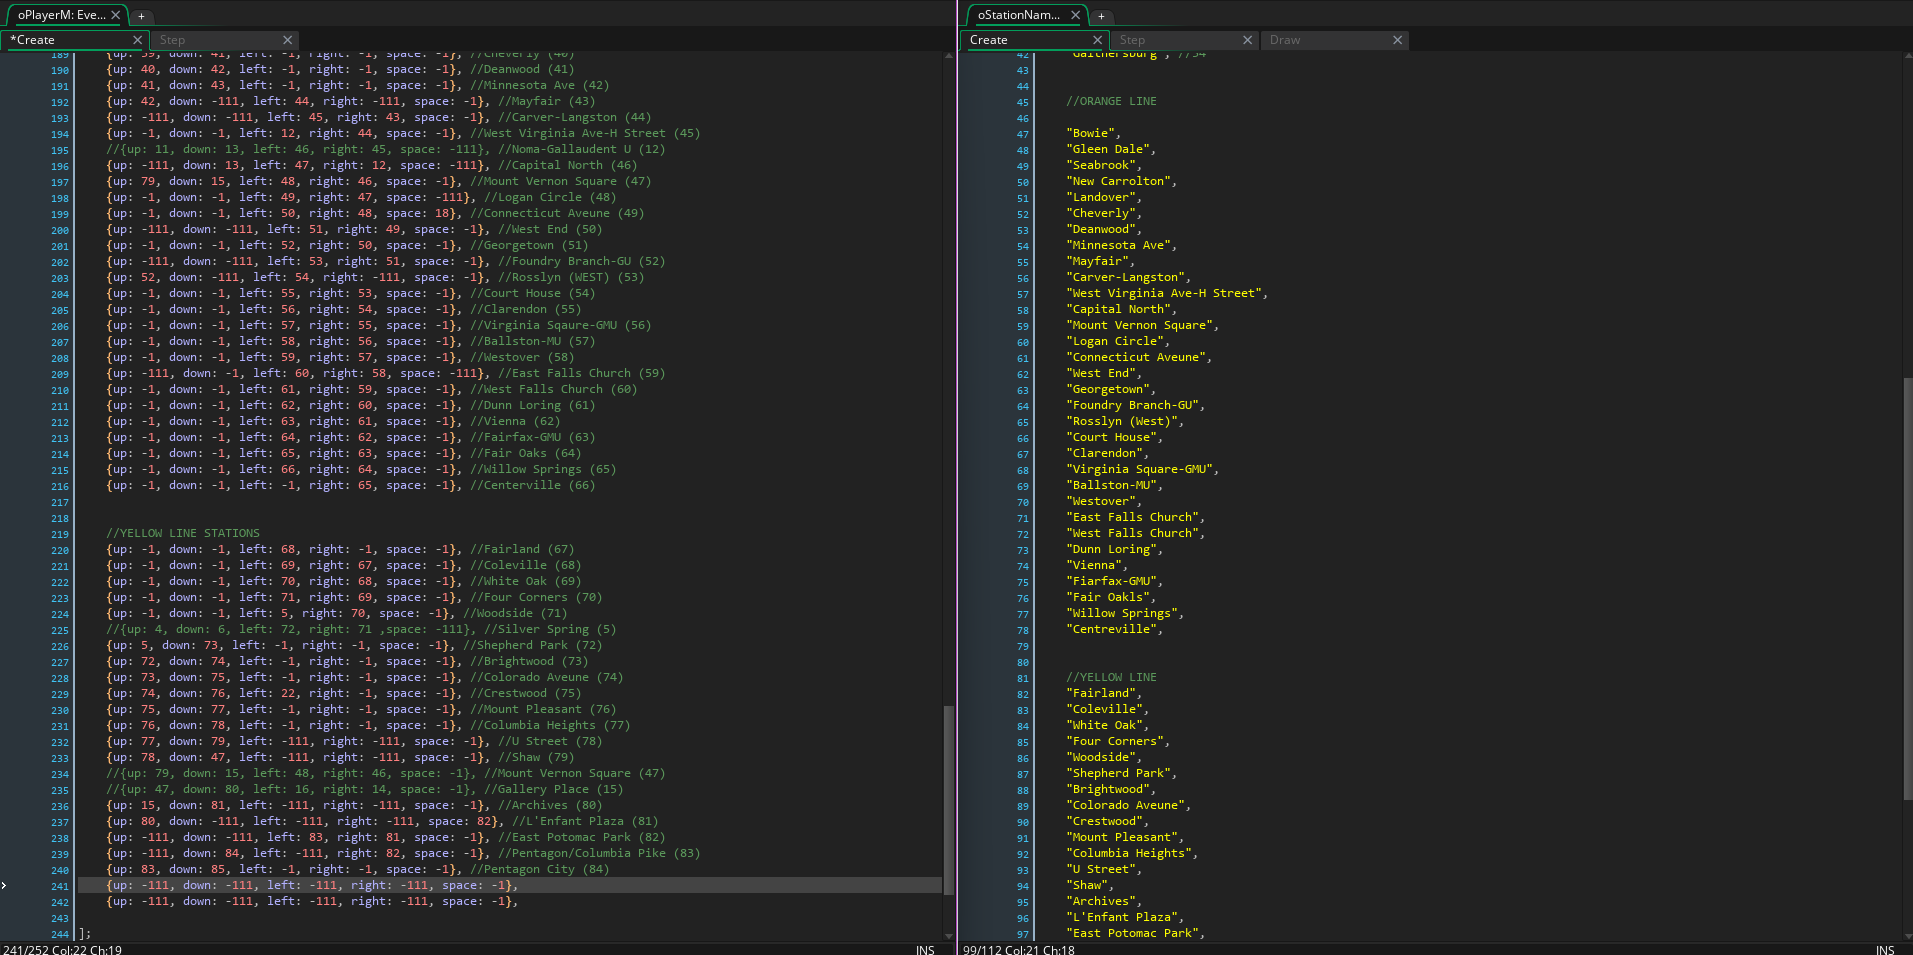 oPlayerM: Eve...
*Create
Step
189 {up: 39, down: 41, left: -1, right: -1, space: -1}, //Cheverly (40)
190 {up: 40, down: 42, left: -1, right: -1, space: -1}, //Deanwood (41)
191 {up: 41, down: 43, left: -1, right: -1, space: -1}, //Minnesota Ave (42)
192 {up: 42, down: -111, left: 44, right: -111, space: -1}, //Mayfair (43)
193 {up: -111, down: -111, left: 45, right: 43, space: -1}, //Carver-Langston (44)
194 {up: -1, down: -1, left: 12, right: 44, space: -1}, //West Virginia Ave-H Street (45)
195 //{up: 11, down: 13, left: 46, right: 45, space: -111}, //Noma-Gallaudent U (12)
196 {up: -111, down: 13, left: 47, right: 12, space: -111}, //Capital North (46)
197 {up: 79, down: 15, left: 48, right: 46, space: -1}, //Mount Vernon Square (47)
198 {up: -1, down: -1, left: 49, right: 47, space: -111}, //Logan Circle (48)
199 {up: -1, down: -1, left: 50, right: 48, space: 18}, //Connecticut Aveune (49)
200 {up: -111, down: -111, left: 51, right: 49, space: -1}, //West End (50)
201 {up: -1, down: -1, left: 52, right: 50, space: -1}, //Georgetown (51)
202 {up: -111, down: -111, left: 53, right: 51, space: -1}, //Foundry Branch-GU (52)
203 {up: 52, down: -111, left: 54, right: -111, space: -1}, //Rosslyn (WEST) (53)
204 {up: -1, down: -1, left: 55, right: 53, space: -1}, //Court House (54)
205 {up: -1, down: -1, left: 56, right: 54, space: -1}, //Clarendon (55)
206 {up: -1, down: -1, left: 57, right: 55, space: -1}, //Virginia Sqaure-GMU (56)
207 {up: -1, down: -1, left: 58, right: 56, space: -1}, //Ballston-MU (57)
208 {up: -1, down: -1, left: 59, right: 57, space: -1}, //Westover (58)
209 {up: -111, down: -1, left: 60, right: 58, space: -111}, //East Falls Church (59)
210 {up: -1, down: -1, left: 61, right: 59, space: -1}, //West Falls Church (60)
211 {up: -1, down: -1, left: 62, right: 60, space: -1}, //Dunn Loring (61)
212 {up: -1, down: -1, left: 63, right: 61, space: -1}, //Vienna (62)
213 {up: -1, down: -1, left: 64, right: 62, space: -1}, //Fairfax-GMU (63)
214 {up: -1, down: -1, left: 65, right: 63, space: -1}, //Fair Oaks (64)
215 {up: -1, down: -1, left: 66, right: 64, space: -1}, //Willow Springs (65)
216 {up: -1, down: -1, left: -1, right: 65, space: -1}, //Centerville (66)
217
218
219 //YELLOW LINE STATIONS
220 {up: -1, down: -1, left: 68, right: -1, space: -1}, //Fairland (67)
221 {up: -1, down: -1, left: 69, right: 67, space: -1}, //Coleville (68)
222 {up: -1, down: -1, left: 70, right: 68, space: -1}, //White Oak (69)
223 {up: -1, down: -1, left: 71, right: 69, space: -1}, //Four Corners (70)
224 {up: -1, down: -1, left: 5, right: 70, space: -1}, //Woodside (71)
225 //{up: 4, down: 6, left: 72, right: 71 ,space: -111}, //Silver Spring (5)
226 {up: 5, down: 73, left: -1, right: -1, space: -1}, //Shepherd Park (72)
227 {up: 72, down: 74, left: -1, right: -1, space: -1}, //Brightwood (73)
228 {up: 73, down: 75, left: -1, right: -1, space: -1}, //Colorado Aveune (74)
229 {up: 74, down: 76, left: 22, right: -1, space: -1}, //Crestwood (75)
230 {up: 75, down: 77, left: -1, right: -1, space: -1}, //Mount Pleasant (76)
231 {up: 76, down: 78, left: -1, right: -1, space: -1}, //Columbia Heights (77)
232 {up: 77, down: 79, left: -111, right: -111, space: -1}, //U Street (78)
233 {up: 78, down: 47, left: -111, right: -111, space: -1}, //Shaw (79)
234 //{up: 79, down: 15, left: 48, right: 46, space: -1}, //Mount Vernon Square (47)
235 //{up: 47, down: 80, left: 16, right: 14, space: -1}, //Gallery Place (15)
236 {up: 15, down: 81, left: -111, right: -111, space: -1}, //Archives (80)
237 {up: 80, down: -111, left: -111, right: -111, space: 82}, //L'Enfant Plaza (81)
238 {up: -111, down: -111, left: 83, right: 81, space: -1}, //East Potomac Park (82)
239 {up: -111, down: 84, left: -111, right: 82, space: -1}, //Pentagon/Columbia Pike (83)
240 {up: 83, down: 85, left: -1, right: -1, space: -1}, //Pentagon City (84)
241 {up: -111, down: -111, left: -111, right: -111, space: -1},
242 {up: -111, down: -111, left: -111, right: -111, space: -1},
243
244 ];
241/252 Col:22 Ch:19 INS
oStationNam...
Create
Step
Draw
42 "Gaithersburg", //34
43
44
45 //ORANGE LINE
46
47 "Bowie",
48 "Gleen Dale",
49 "Seabrook",
50 "New Carrolton",
51 "Landover",
52 "Cheverly",
53 "Deanwood",
54 "Minnesota Ave",
55 "Mayfair",
56 "Carver-Langston",
57 "West Virginia Ave-H Street",
58 "Capital North",
59 "Mount Vernon Square",
60 "Logan Circle",
61 "Connecticut Aveune",
62 "West End",
63 "Georgetown",
64 "Foundry Branch-GU",
65 "Rosslyn (West)",
66 "Court House",
67 "Clarendon",
68 "Virginia Square-GMU",
69 "Ballston-MU",
70 "Westover",
71 "East Falls Church",
72 "West Falls Church",
73 "Dunn Loring",
74 "Vienna",
75 "Fiarfax-GMU",
76 "Fair Oakls",
77 "Willow Springs",
78 "Centreville",
79
80
81 //YELLOW LINE
82 "Fairland",
83 "Coleville",
84 "White Oak",
85 "Four Corners",
86 "Woodside",
87 "Shepherd Park",
88 "Brightwood",
89 "Colorado Aveune",
90 "Crestwood",
91 "Mount Pleasant",
92 "Columbia Heights",
93 "U Street",
94 "Shaw",
95 "Archives",
96 "L'Enfant Plaza",
97 "East Potomac Park",
99/112 Col:21 Ch:18 INS